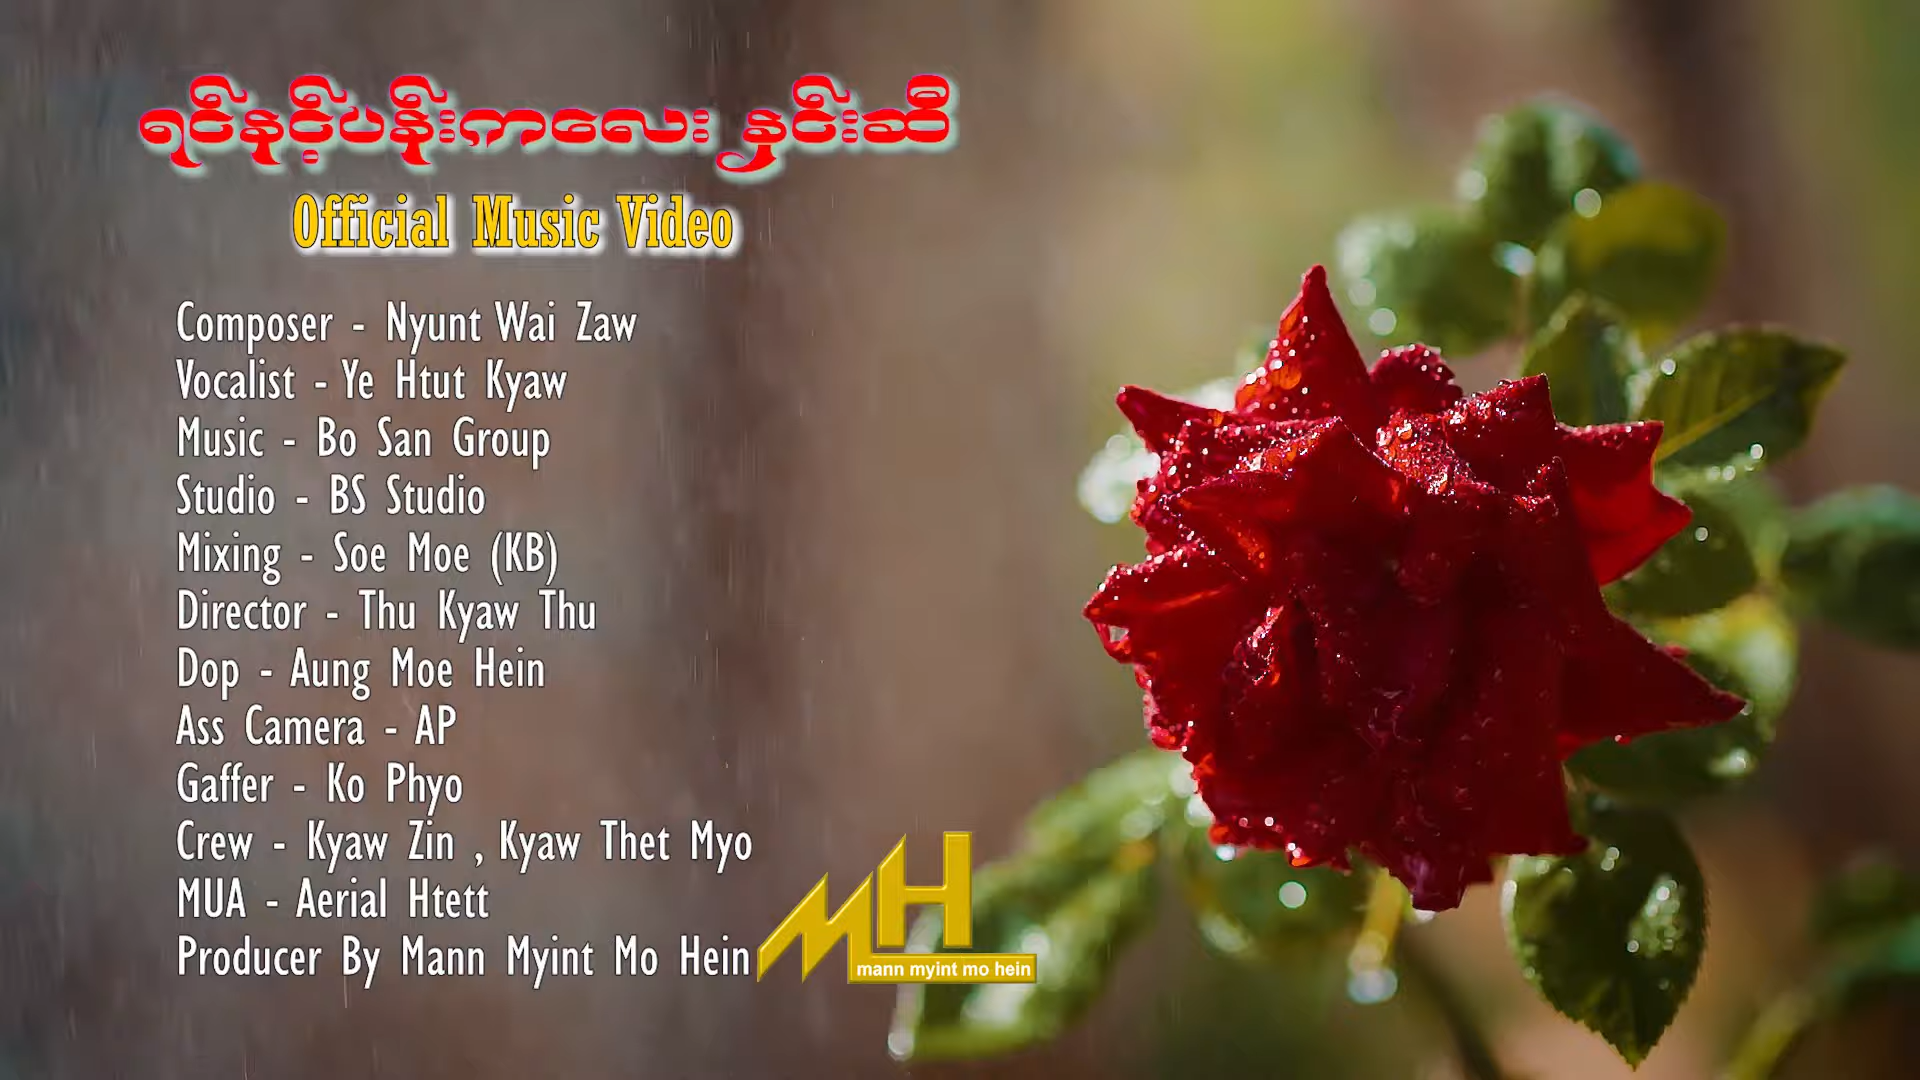 ရင်နှင့်ပန်းကလေး နှင်းဆီ
Official Music Video
Composer - Nyunt Wai Zaw
Vocalist - Ye Htut Kyaw
Music - Bo San Group
Studio - BS Studio
Mixing - Soe Moe (KB)
Director - Thu Kyaw Thu
Dop - Aung Moe Hein
Ass Camera - AP
Gaffer - Ko Phyo
Crew - Kyaw Zin , Kyaw Thet Myo
MUA - Aerial Htett
Producer By Mann Myint Mo Hein
MH
mann myint mo hein